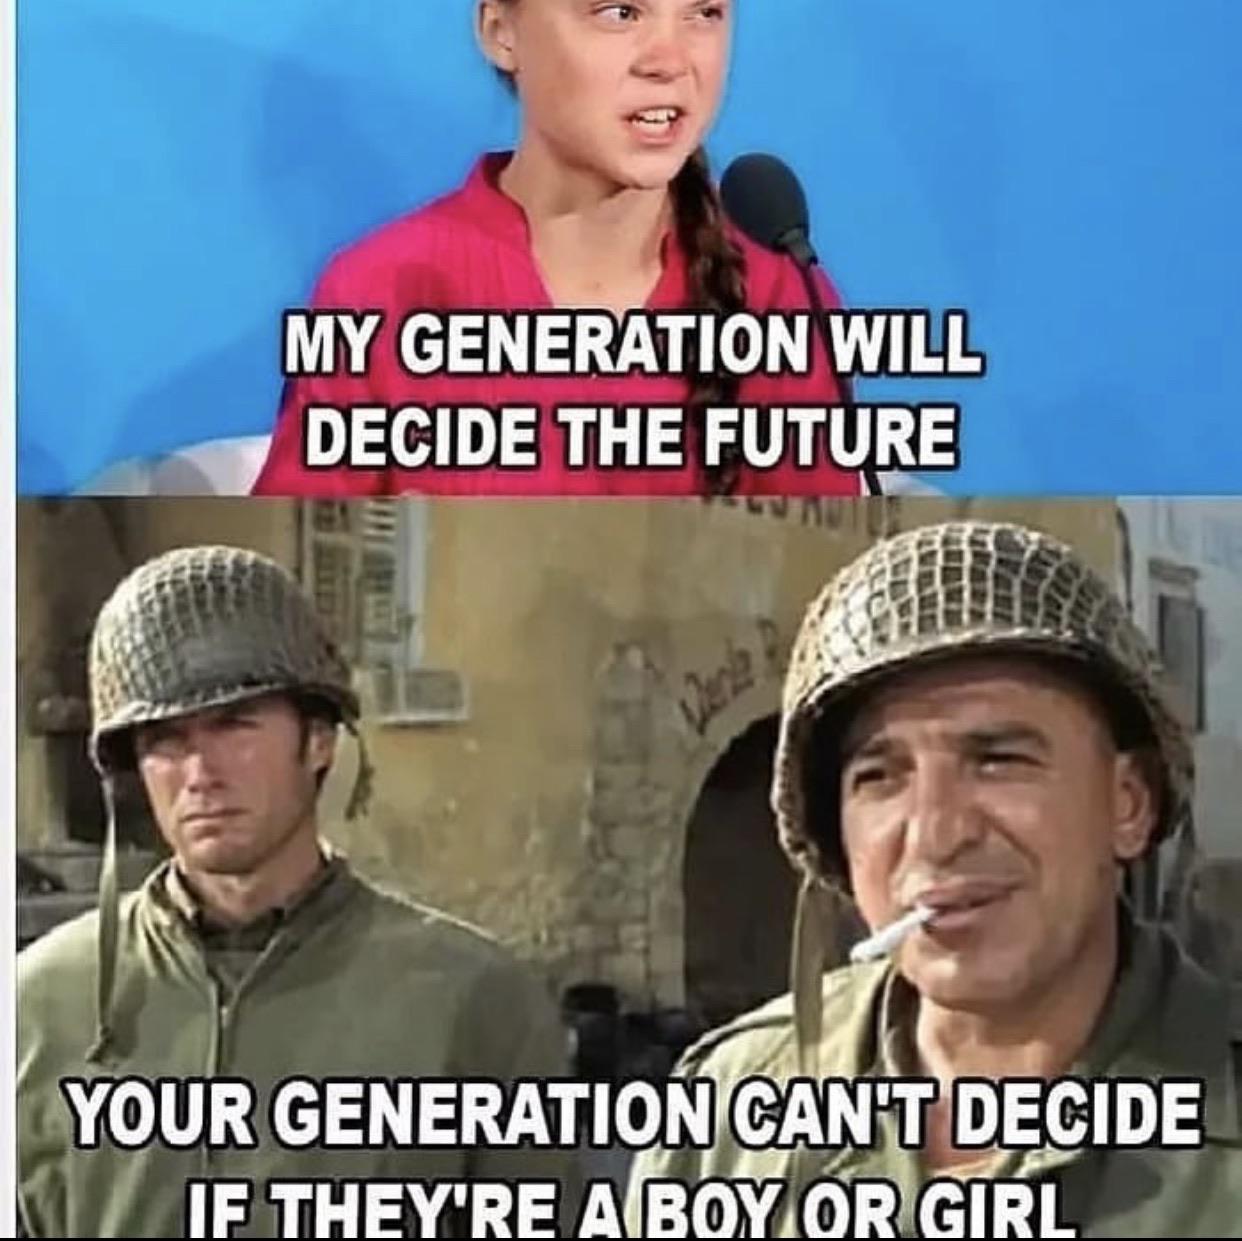 MY GENERATION WILL
DECIDE THE FUTURE
YOUR GENERATION CAN'T DECIDE
IF THEY'RE A BOY OR GIRL